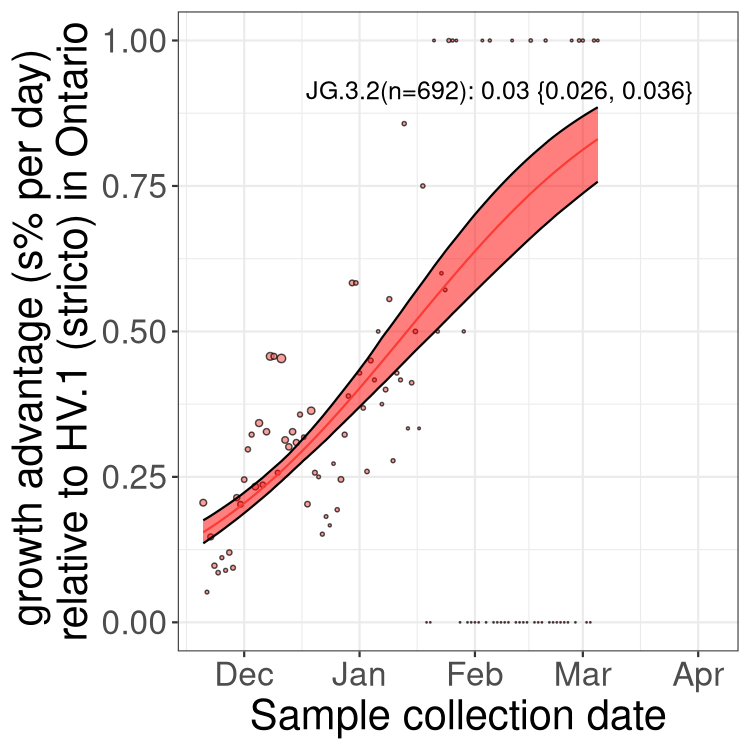 growth advantage (s% per day)
relative to HV.1 (stricto) in Ontario
1.00
0.75
0.50
0.25
0.00
JG.3.2(n=692): 0.03 {0.026, 0.036}
Dec Jan Feb Mar Apr
Sample collection date